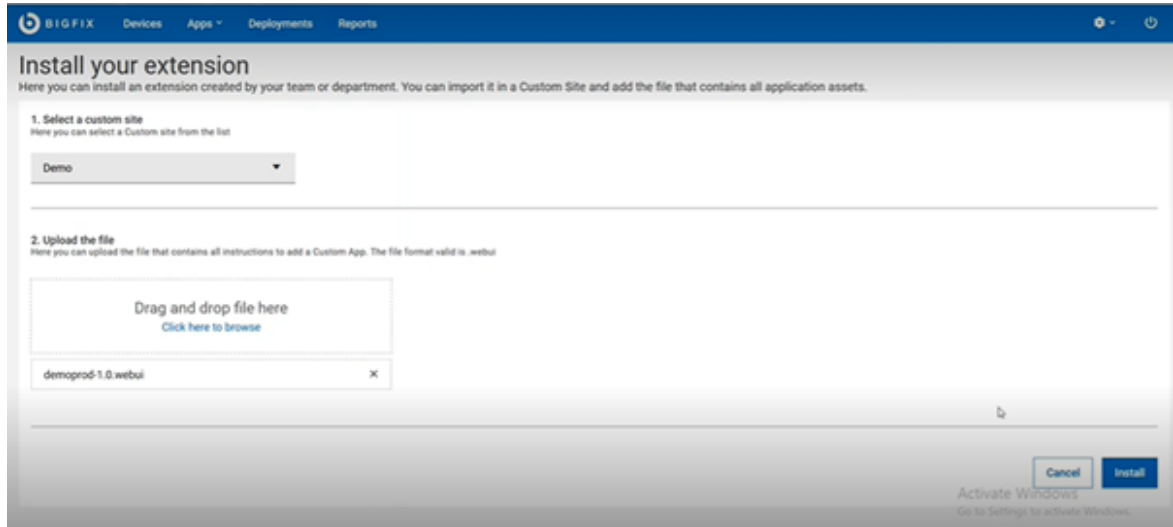 BIGFIX Devices Apps Deployments Reports
Install your extension
Here you can install an extension created by your team or department. You can import it in a Custom Site and add the file that contains all application assets.
1. Select a custom site
Here you can select a Custom site from the list
Demo
2. Upload the file
Here you can upload the file that contains all instructions to add a Custom App. The file format valid is .webui
Drag and drop file here
Click here to browse
demoprod-1.0.webui
Cancel Install
Activate Windows
Go to Settings to activate Windows.